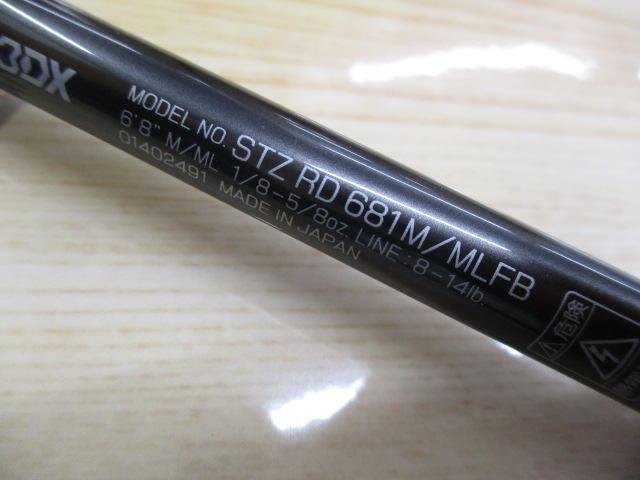 3DX
MODEL NO. STZ RD 681M/MLFB
6'8" M/ML 1/8-5/8oz. LINE:8-14lb.
01402491 MADE IN JAPAN
⚠危険